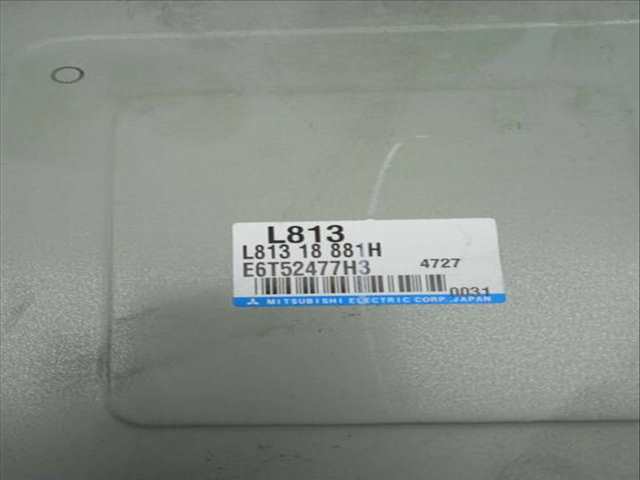 L813
L813 18 881H
E6T52477H3 4727
0031
MITSUBISHI ELECTRIC CORP. JAPAN